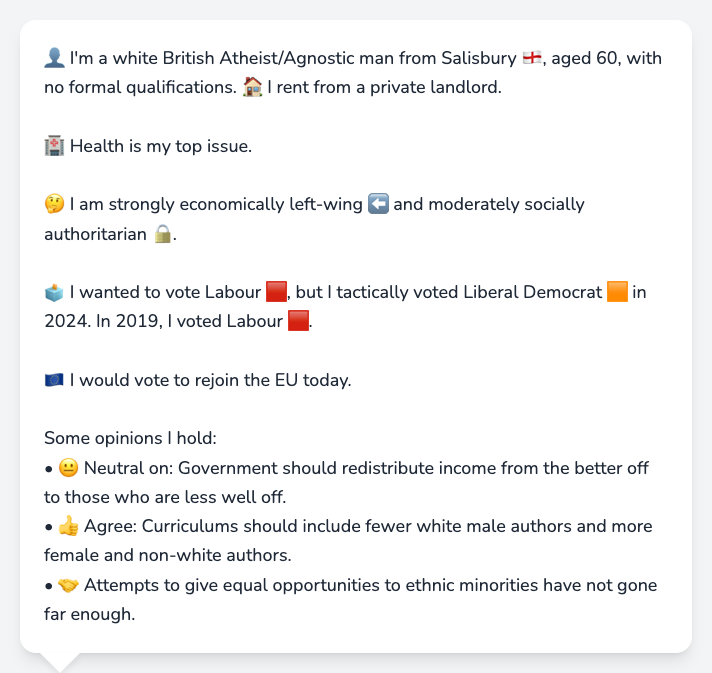 👤 I'm a white British Atheist/Agnostic man from Salisbury 🏴󠁧󠁢󠁥󠁮󠁧󠁿, aged 60, with
no formal qualifications. 🏠 I rent from a private landlord.
🏥 Health is my top issue.
🤔 I am strongly economically left-wing ⬅️ and moderately socially
authoritarian 🔒.
🗳️ I wanted to vote Labour 🟥, but I tactically voted Liberal Democrat 🟧 in
2024. In 2019, I voted Labour 🟥.
🇪🇺 I would vote to rejoin the EU today.
Some opinions I hold:
• 😐 Neutral on: Government should redistribute income from the better off
to those who are less well off.
• 👍 Agree: Curriculums should include fewer white male authors and more
female and non-white authors.
• 🤝 Attempts to give equal opportunities to ethnic minorities have not gone
far enough.